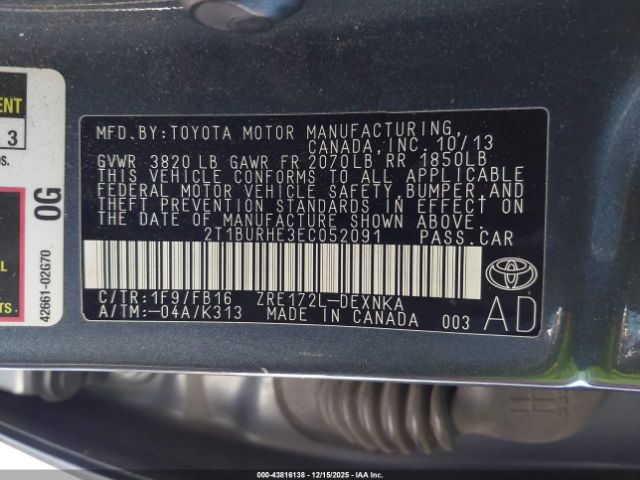 MFD.BY:TOYOTA MOTOR MANUFACTURING,
CANADA,INC.10/13
GVWR 3820 LB GAWR FR 2070LB RR 1850LB
THIS VEHICLE CONFORMS TO ALL APPLICABLE
FEDERAL MOTOR VEHICLE SAFETY, BUMPER AND
THEFT PREVENTION STANDARDS IN EFFECT ON
THE DATE OF MANUFACTURE SHOWN ABOVE.
2T1BURHE3EC052091 PASS.CAR
C/TR:1F9/FB16 ZRE172L-DEXNKA
A/TM:-04A/K313 MADE IN CANADA 003 AD
TOYOTA
3
0G
42661-02G70
000-43816138 - 12/15/2025 - IAA Inc.